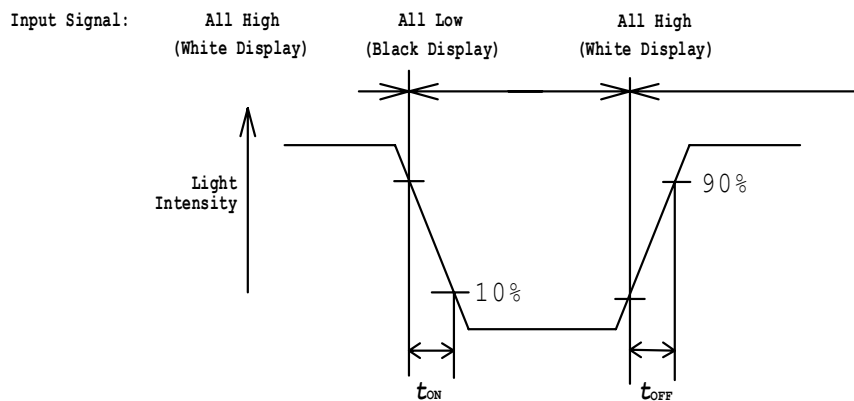 Input Signal: All High All Low All High
(White Display) (Black Display) (White Display)
Light
Intensity
90%
10%
tON tOFF